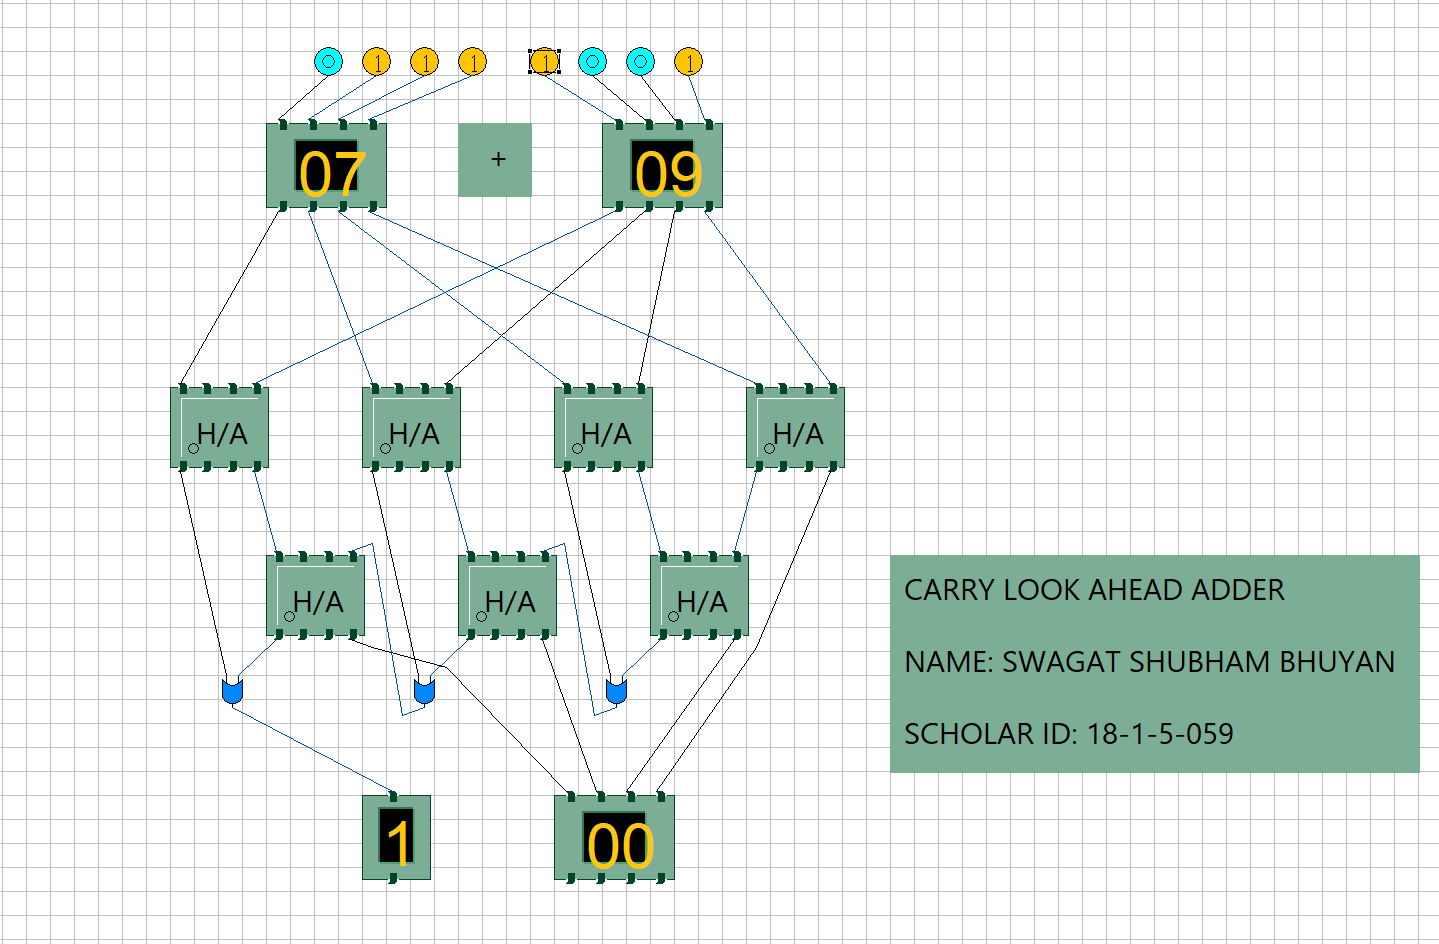 0 1 1 1 1 0 0 1
07 + 09
H/A H/A H/A H/A
H/A H/A H/A
CARRY LOOK AHEAD ADDER
NAME: SWAGAT SHUBHAM BHUYAN
SCHOLAR ID: 18-1-5-059
1 00